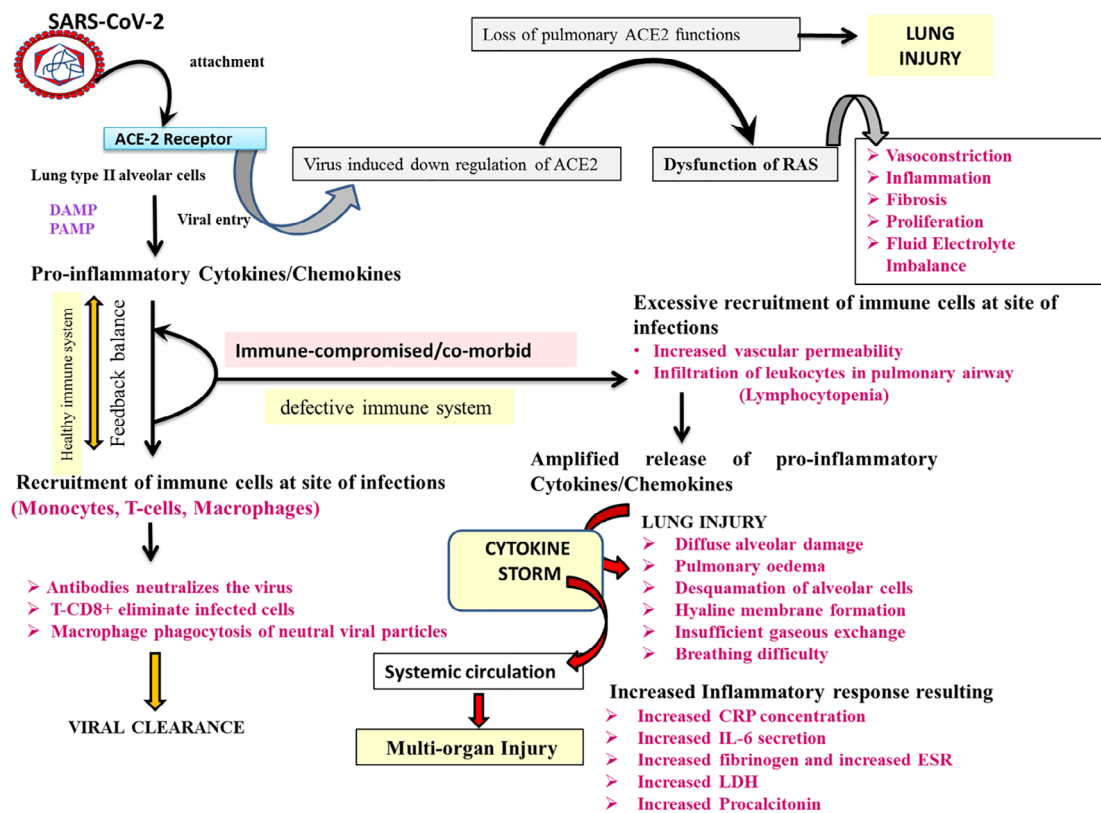 SARS-CoV-2
attachment
ACE-2 Receptor
Lung type II alveolar cells
DAMP
PAMP
Viral entry
Loss of pulmonary ACE2 functions
LUNG
INJURY
Virus induced down regulation of ACE2
Dysfunction of RAS
Vasoconstriction
Inflammation
Fibrosis
Proliferation
Fluid Electrolyte
Imbalance
Pro-inflammatory Cytokines/Chemokines
Healthy immune system
Feedback balance
Immune-compromised/co-morbid
defective immune system
Excessive recruitment of immune cells at site of
infections
• Increased vascular permeability
• Infiltration of leukocytes in pulmonary airway
(Lymphocytopenia)
Recruitment of immune cells at site of infections
(Monocytes, T-cells, Macrophages)
Antibodies neutralizes the virus
T-CD8+ eliminate infected cells
Macrophage phagocytosis of neutral viral particles
VIRAL CLEARANCE
Amplified release of pro-inflammatory
Cytokines/Chemokines
CYTOKINE
STORM
LUNG INJURY
Diffuse alveolar damage
Pulmonary oedema
Desquamation of alveolar cells
Hyaline membrane formation
Insufficient gaseous exchange
Breathing difficulty
Systemic circulation
Multi-organ Injury
Increased Inflammatory response resulting
Increased CRP concentration
Increased IL-6 secretion
Increased fibrinogen and increased ESR
Increased LDH
Increased Procalcitonin